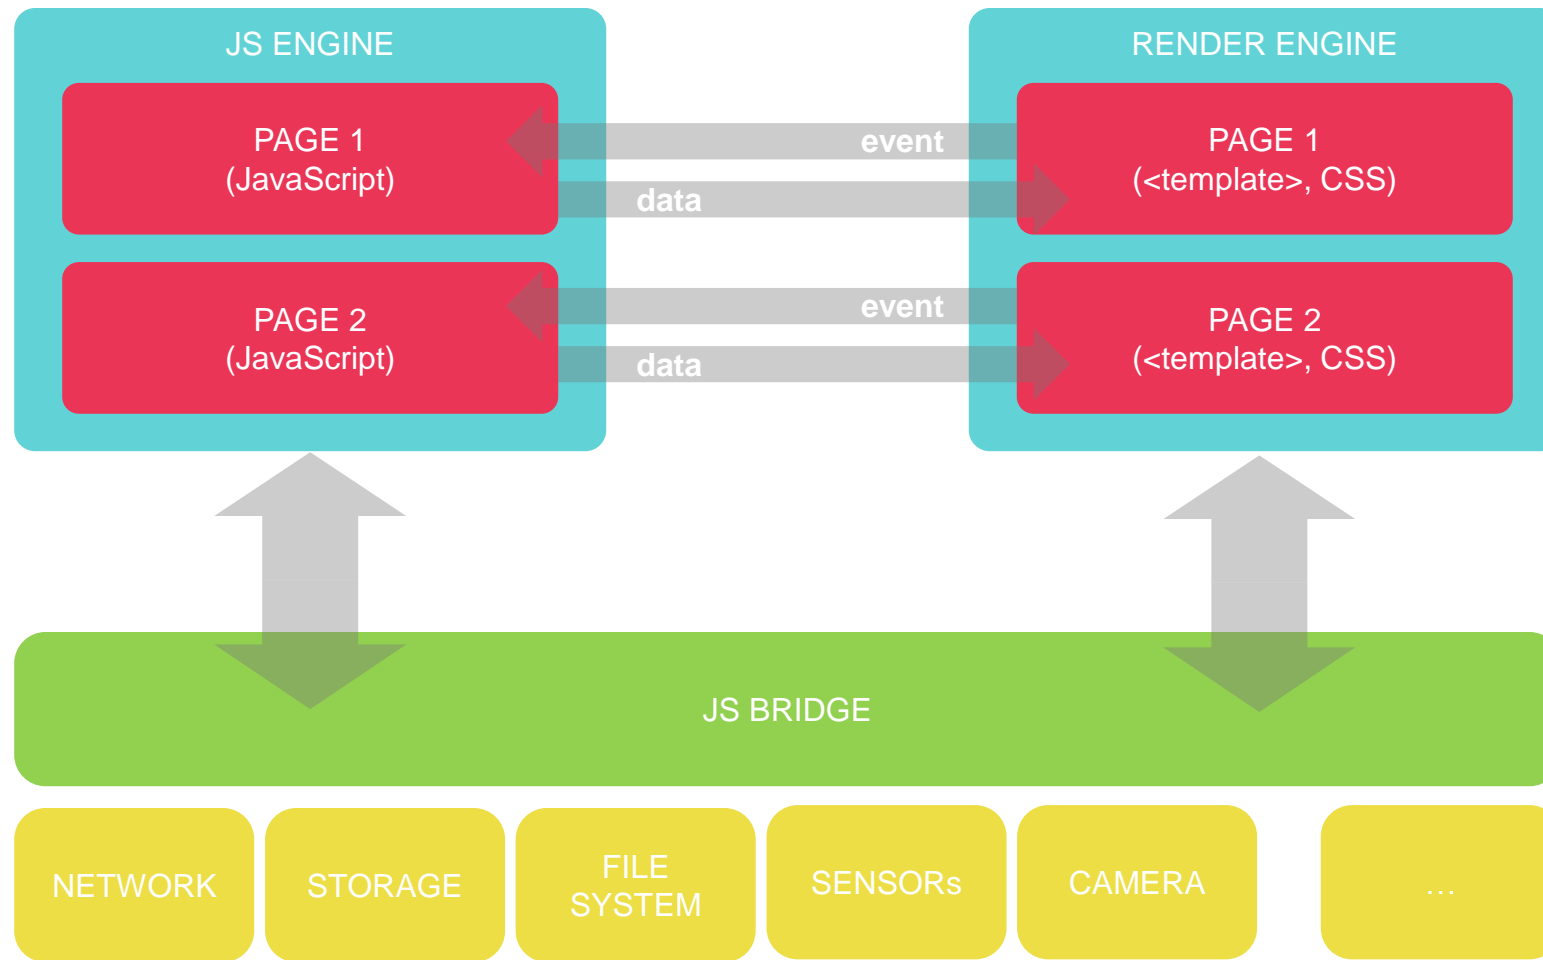 JS ENGINE
RENDER ENGINE
PAGE 1
(JavaScript)
event
data
PAGE 1
(<template>, CSS)
PAGE 2
(JavaScript)
event
data
PAGE 2
(<template>, CSS)
JS BRIDGE
NETWORK
STORAGE
FILE
SYSTEM
SENSORs
CAMERA
…